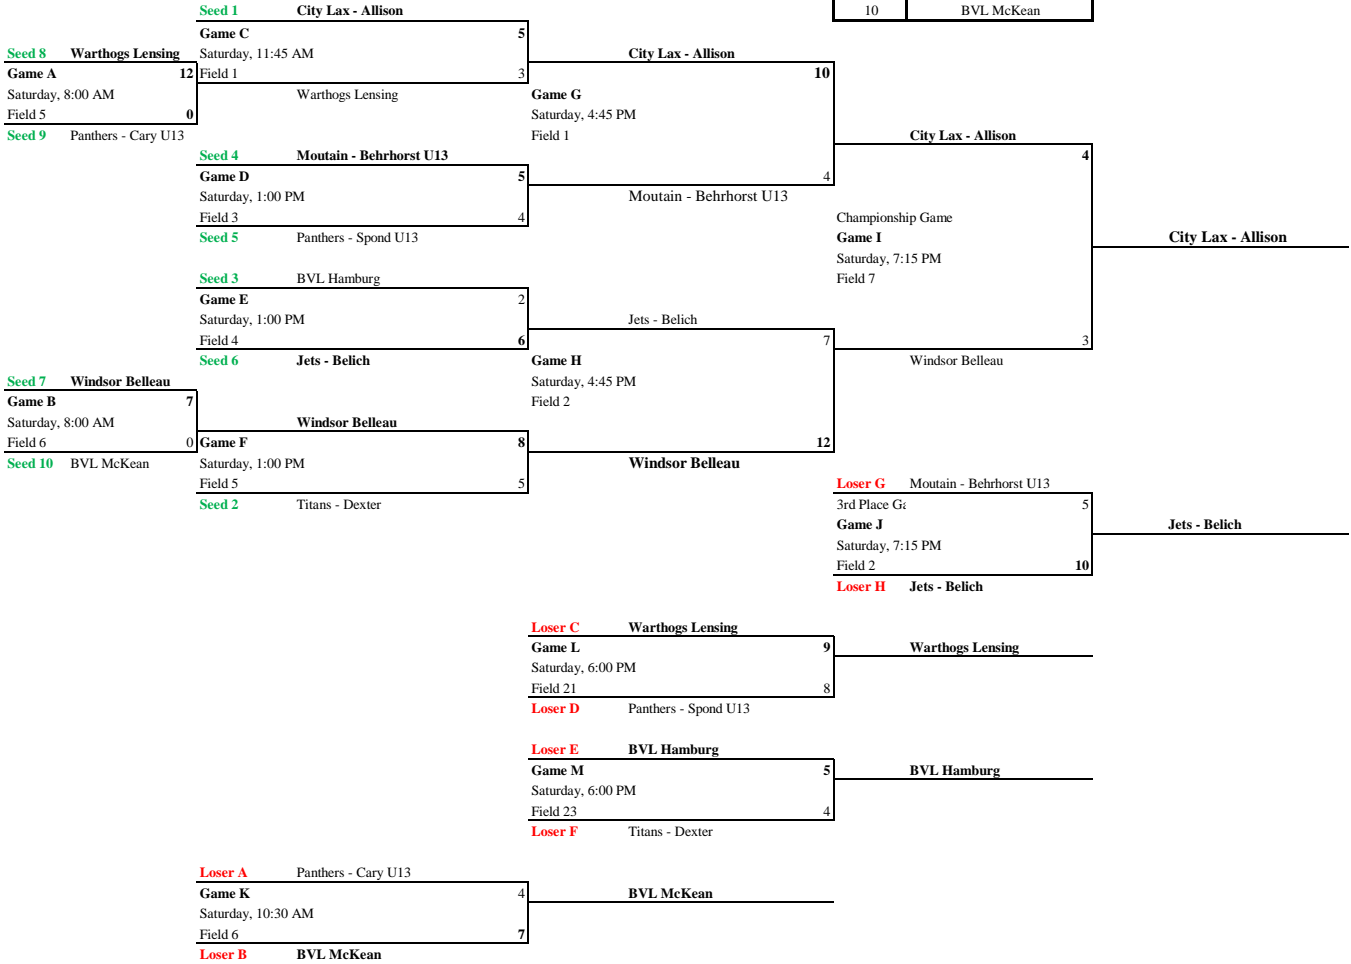 Seed 1 City Lax - Allison
10 BVL McKean
Game C 5
Seed 8 Warthogs Lensing Saturday, 11:45 AM City Lax - Allison
Game A 12 Field 1 3 10
Saturday, 8:00 AM Warthogs Lensing Game G
Field 5 0 Saturday, 4:45 PM
Seed 9 Panthers - Cary U13 Field 1 City Lax - Allison
Seed 4 Moutain - Behrhorst U13 4
Game D 5 4
Saturday, 1:00 PM Moutain - Behrhorst U13
Field 3 4 Championship Game
Seed 5 Panthers - Spond U13 Game I City Lax - Allison
Saturday, 7:15 PM
Seed 3 BVL Hamburg Field 7
Game E 2
Saturday, 1:00 PM Jets - Belich
Field 4 6 7 3
Seed 6 Jets - Belich Game H Windsor Belleau
Seed 7 Windsor Belleau Saturday, 4:45 PM
Game B 7 Field 2
Saturday, 8:00 AM Windsor Belleau
Field 6 0 Game F 8 12
Seed 10 BVL McKean Saturday, 1:00 PM Windsor Belleau
Field 5 5 Loser G Moutain - Behrhorst U13
Seed 2 Titans - Dexter 3rd Place Ga 5
Game J Jets - Belich
Saturday, 7:15 PM
Field 2 10
Loser H Jets - Belich
Loser C Warthogs Lensing
Game L 9 Warthogs Lensing
Saturday, 6:00 PM
Field 21 8
Loser D Panthers - Spond U13
Loser E BVL Hamburg
Game M 5 BVL Hamburg
Saturday, 6:00 PM
Field 23 4
Loser F Titans - Dexter
Loser A Panthers - Cary U13
Game K 4 BVL McKean
Saturday, 10:30 AM
Field 6 7
Loser B BVL McKean